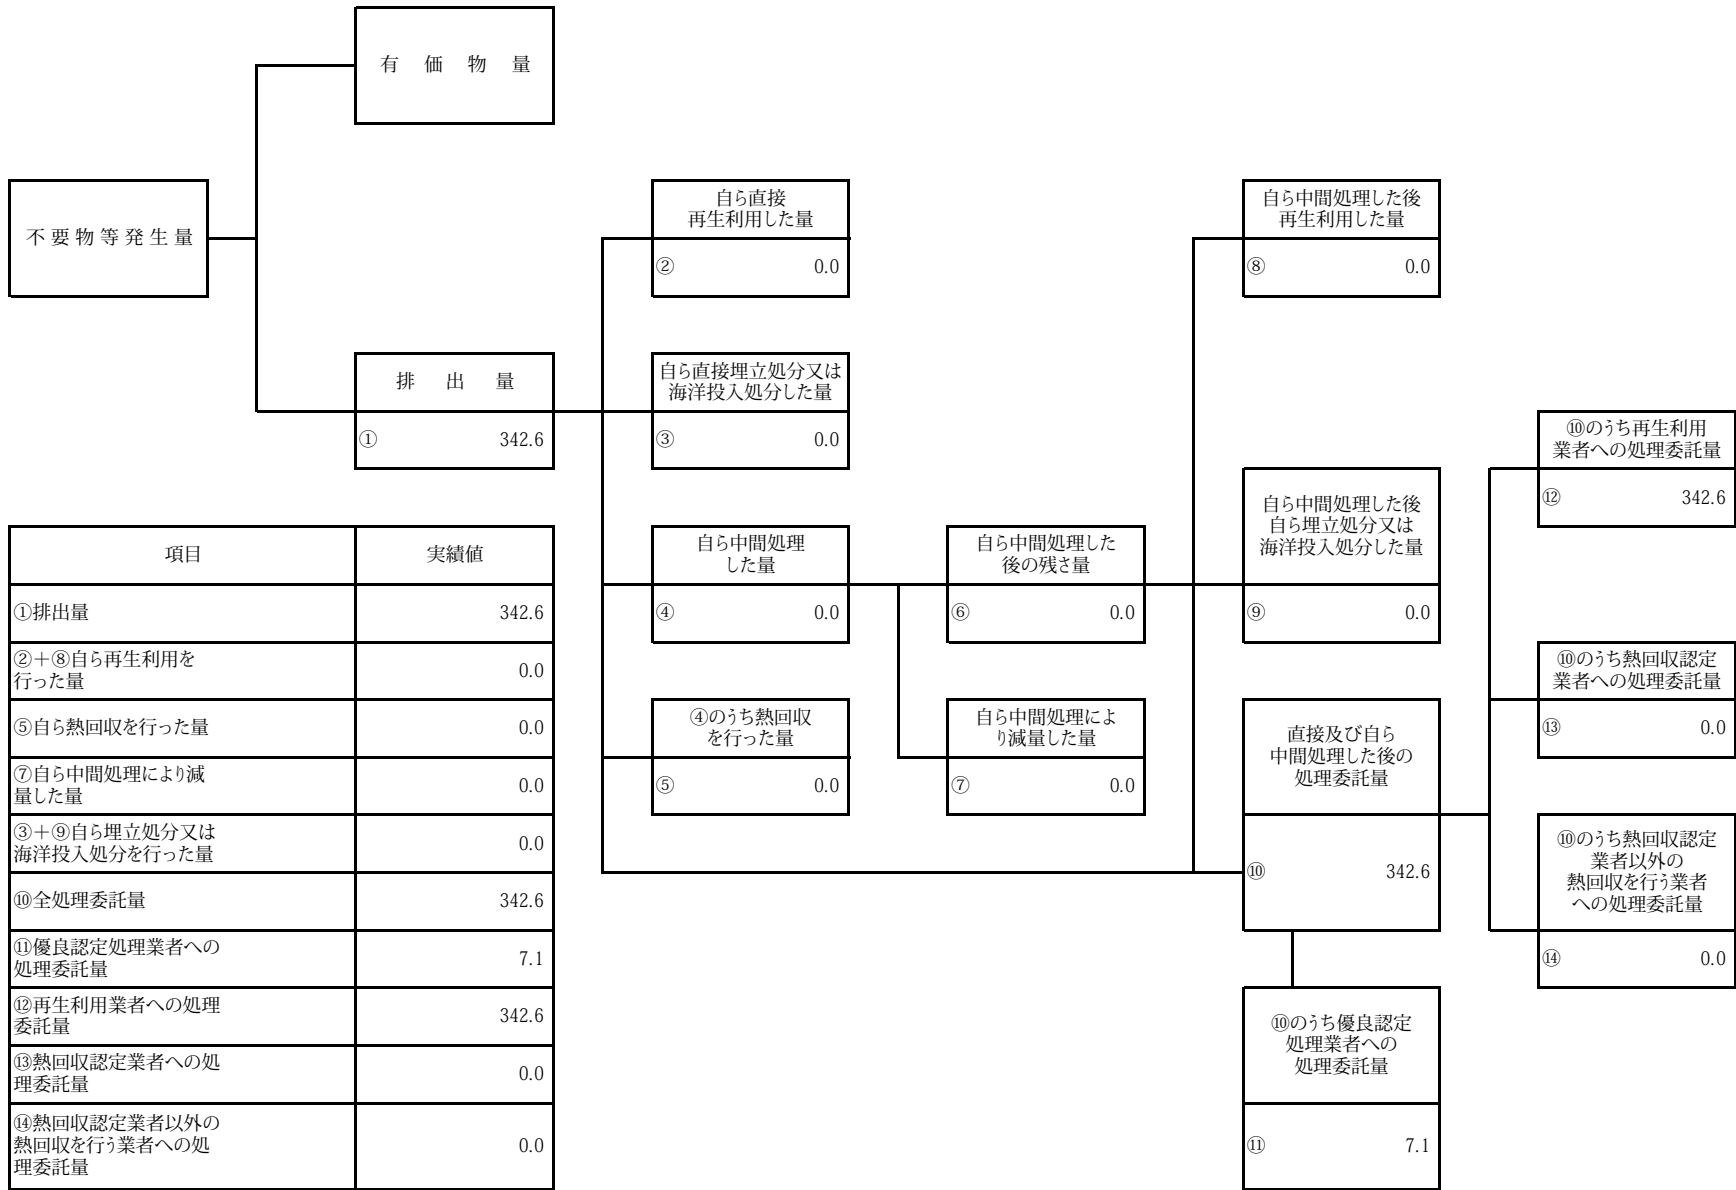 有価物量
不要物等発生量
排出量
① 342.6
自ら直接
再生利用した量
② 0.0
自ら直接埋立処分又は
海洋投入処分した量
③ 0.0
自ら中間処理
した量
④ 0.0
④のうち熱回収
を行った量
⑤ 0.0
自ら中間処理した
後の残さ量
⑥ 0.0
自ら中間処理によ
り減量した量
⑦ 0.0
自ら中間処理した後
再生利用した量
⑧ 0.0
自ら中間処理した後
自ら埋立処分又は
海洋投入処分した量
⑨ 0.0
直接及び自ら
中間処理した後の
処理委託量
⑩ 342.6
⑩のうち優良認定
処理業者への
処理委託量
⑪ 7.1
⑩のうち再生利用
業者への処理委託量
⑫ 342.6
⑩のうち熱回収認定
業者への処理委託量
⑬ 0.0
⑩のうち熱回収認定
業者以外の
熱回収を行う業者
への処理委託量
⑭ 0.0
項目 実績値
①排出量 342.6
②＋⑧自ら再生利用を
行った量 0.0
⑤自ら熱回収を行った量 0.0
⑦自ら中間処理により減
量した量 0.0
③＋⑨自ら埋立処分又は
海洋投入処分を行った量 0.0
⑩全処理委託量 342.6
⑪優良認定処理業者への
処理委託量 7.1
⑫再生利用業者への処理
委託量 342.6
⑬熱回収認定業者への処
理委託量 0.0
⑭熱回収認定業者以外の
熱回収を行う業者への処
理委託量 0.0